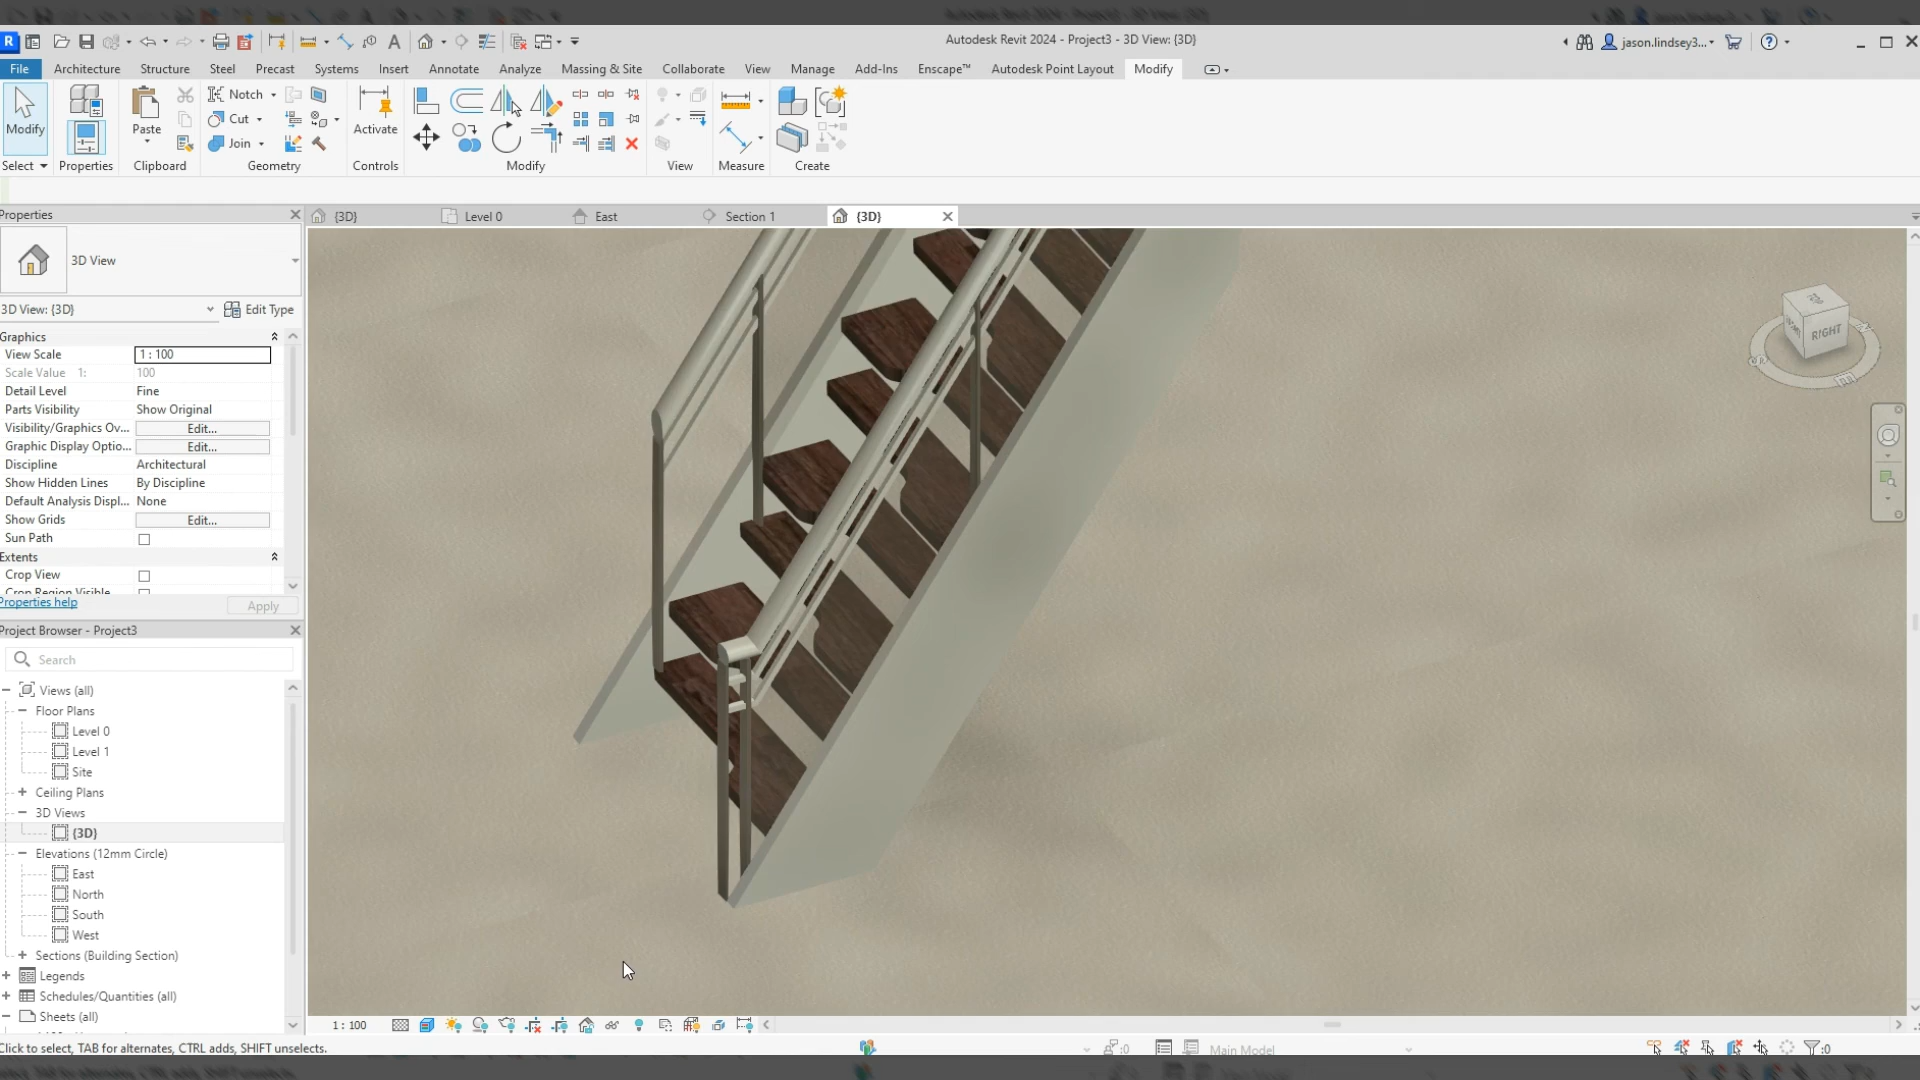 Autodesk Revit 2024 - Project3 - 3D View: {3D}
jason.lindsey3...
File Architecture Structure Steel Precast Systems Insert Annotate Analyze Massing & Site Collaborate View Manage Add-Ins Enscape™ Autodesk Point Layout Modify
Modify Paste Notch Cut Join Activate
Select Properties Clipboard Geometry Controls Modify View Measure Create
Properties
{3D} Level 0 East Section 1 {3D}
3D View
3D View: {3D} Edit Type
Graphics
View Scale 1 : 100
Scale Value 1: 100
Detail Level Fine
Parts Visibility Show Original
Visibility/Graphics Ov... Edit...
Graphic Display Optio... Edit...
Discipline Architectural
Show Hidden Lines By Discipline
Default Analysis Displ... None
Show Grids Edit...
Sun Path
Extents
Crop View
Crop Region Visible
Properties help Apply
Project Browser - Project3
Search
Views (all)
Floor Plans
Level 0
Level 1
Site
Ceiling Plans
3D Views
{3D}
Elevations (12mm Circle)
East
North
South
West
Sections (Building Section)
Legends
Schedules/Quantities (all)
Sheets (all)
RIGHT
1 : 100
Click to select, TAB for alternates, CTRL adds, SHIFT unselects.
:0 Main Model :0